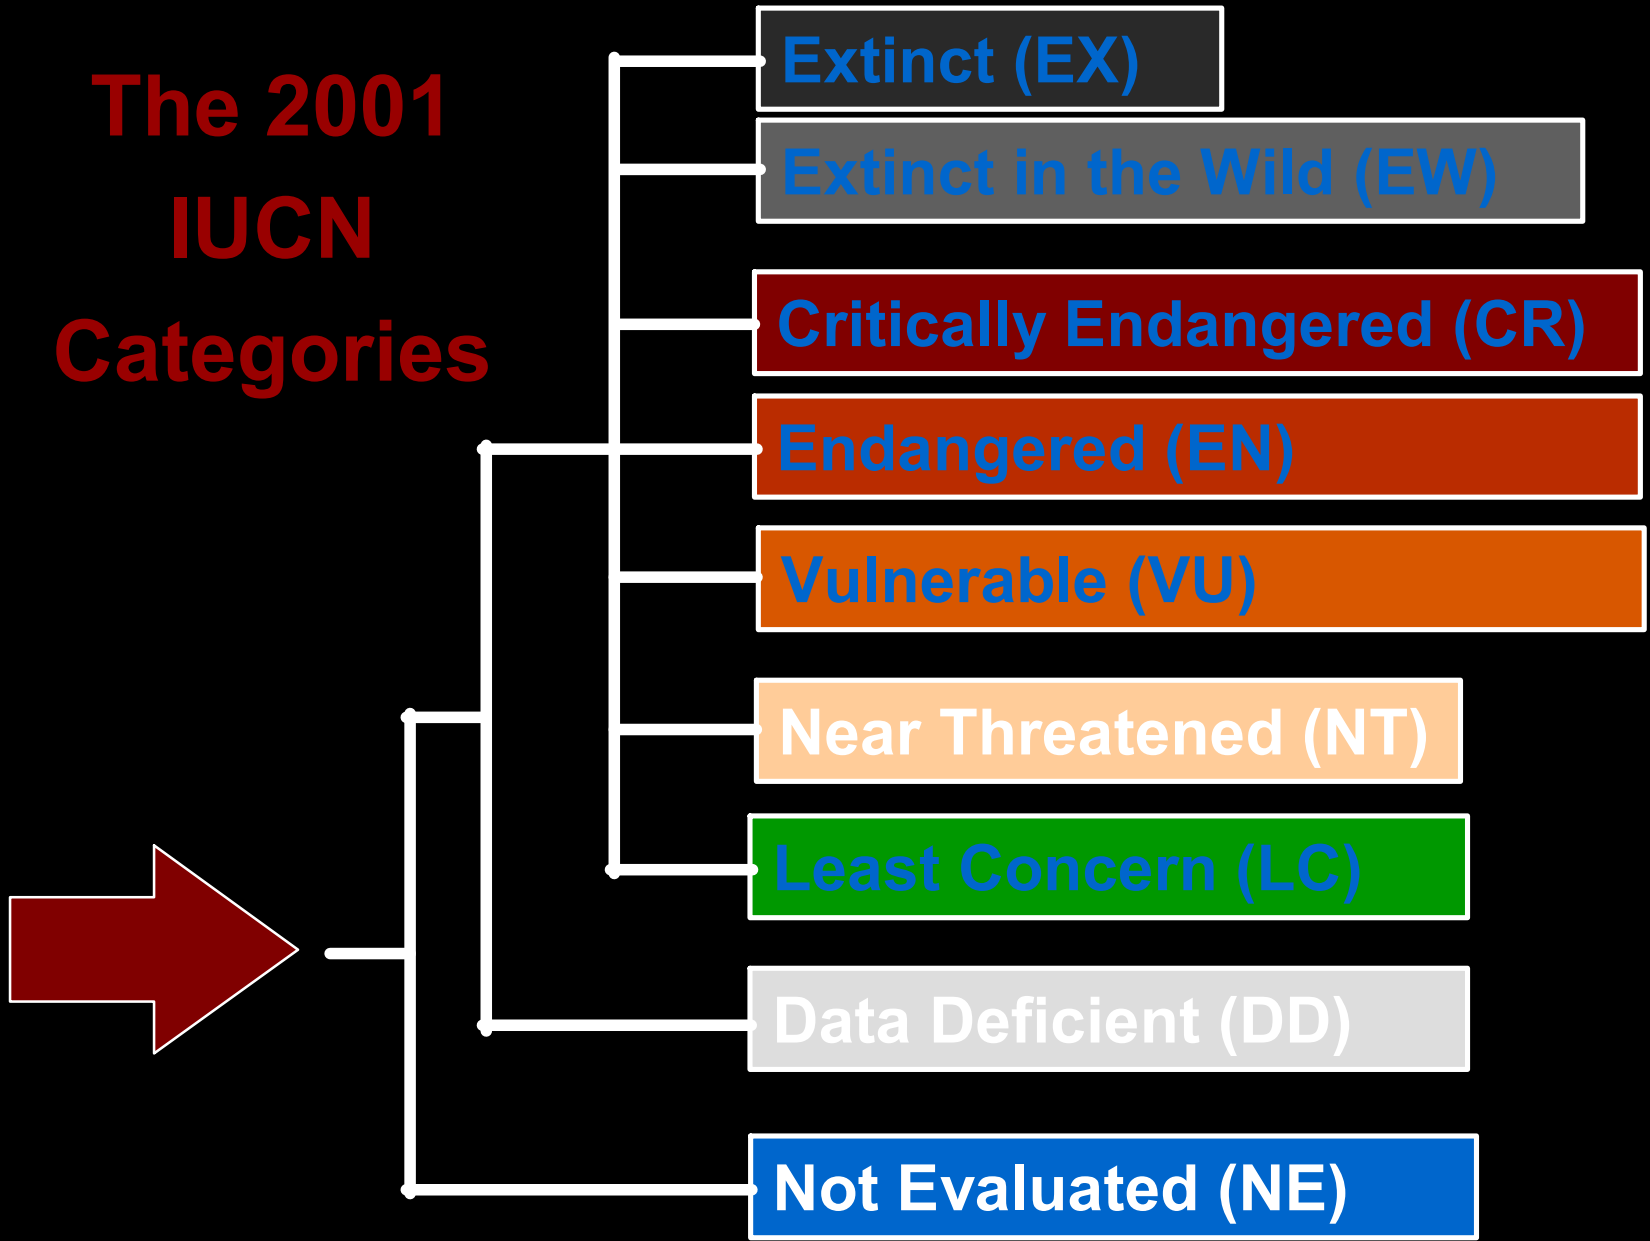 The 2001
IUCN
Categories
Extinct (EX)
Extinct in the Wild (EW)
Critically Endangered (CR)
Endangered (EN)
Vulnerable (VU)
Near Threatened (NT)
Least Concern (LC)
Data Deficient (DD)
Not Evaluated (NE)